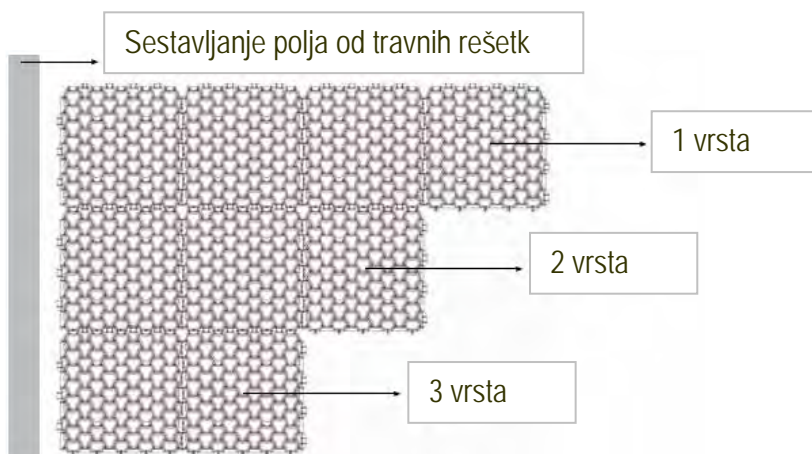 Sestavljanje polja od travnih rešetk
1 vrsta
2 vrsta
3 vrsta